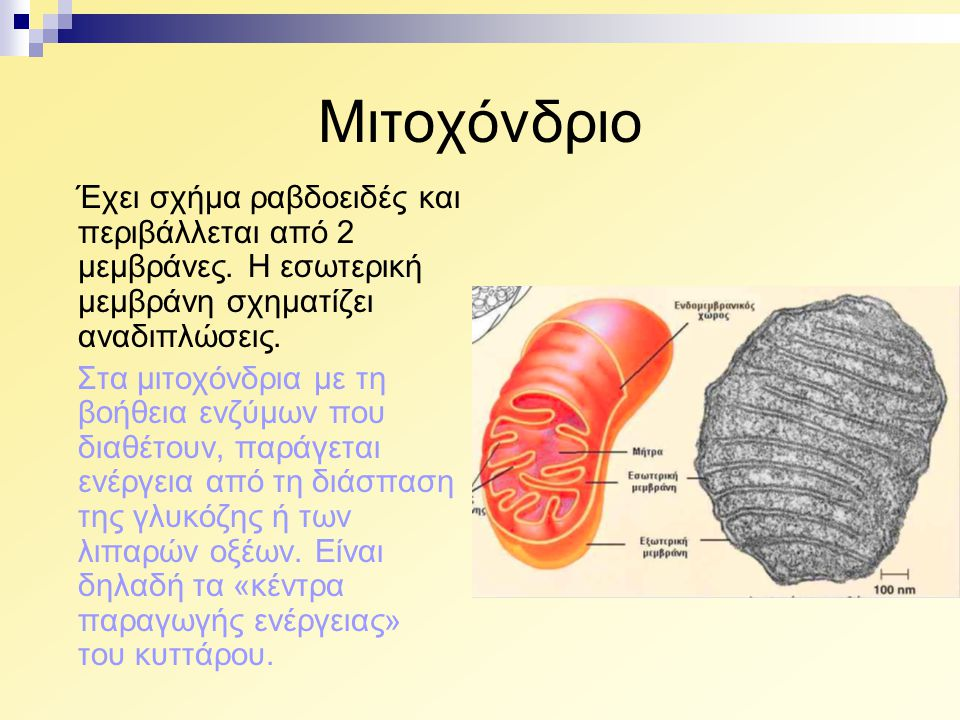 Μιτοχόνδριο
Έχει σχήμα ραβδοειδές και
περιβάλλεται από 2
μεμβράνες. Η εσωτερική
μεμβράνη σχηματίζει
αναδιπλώσεις.
Στα μιτοχόνδρια με τη
βοήθεια ενζύμων που
διαθέτουν, παράγεται
ενέργεια από τη διάσπαση
της γλυκόζης ή των
λιπαρών οξέων. Είναι
δηλαδή τα «κέντρα
παραγωγής ενέργειας»
του κυττάρου.
Ενδομεμβρανικός
χώρος
Μήτρα
Εσωτερική
μεμβράνη
Εξωτερική
μεμβράνη
100 nm